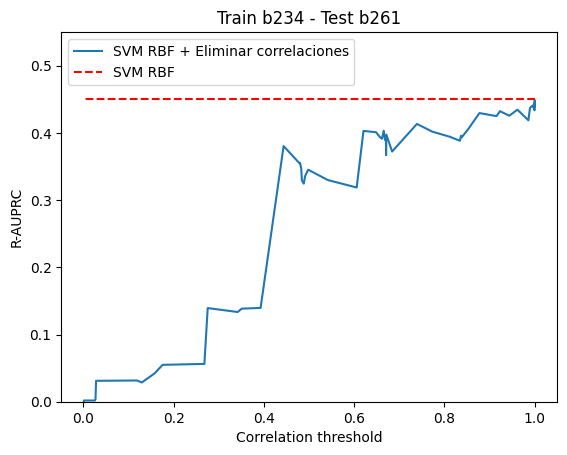 Train b234 - Test b261
SVM RBF + Eliminar correlaciones
SVM RBF
R-AUPRC
0.5
0.4
0.3
0.2
0.1
0.0
0.0 0.2 0.4 0.6 0.8 1.0
Correlation threshold